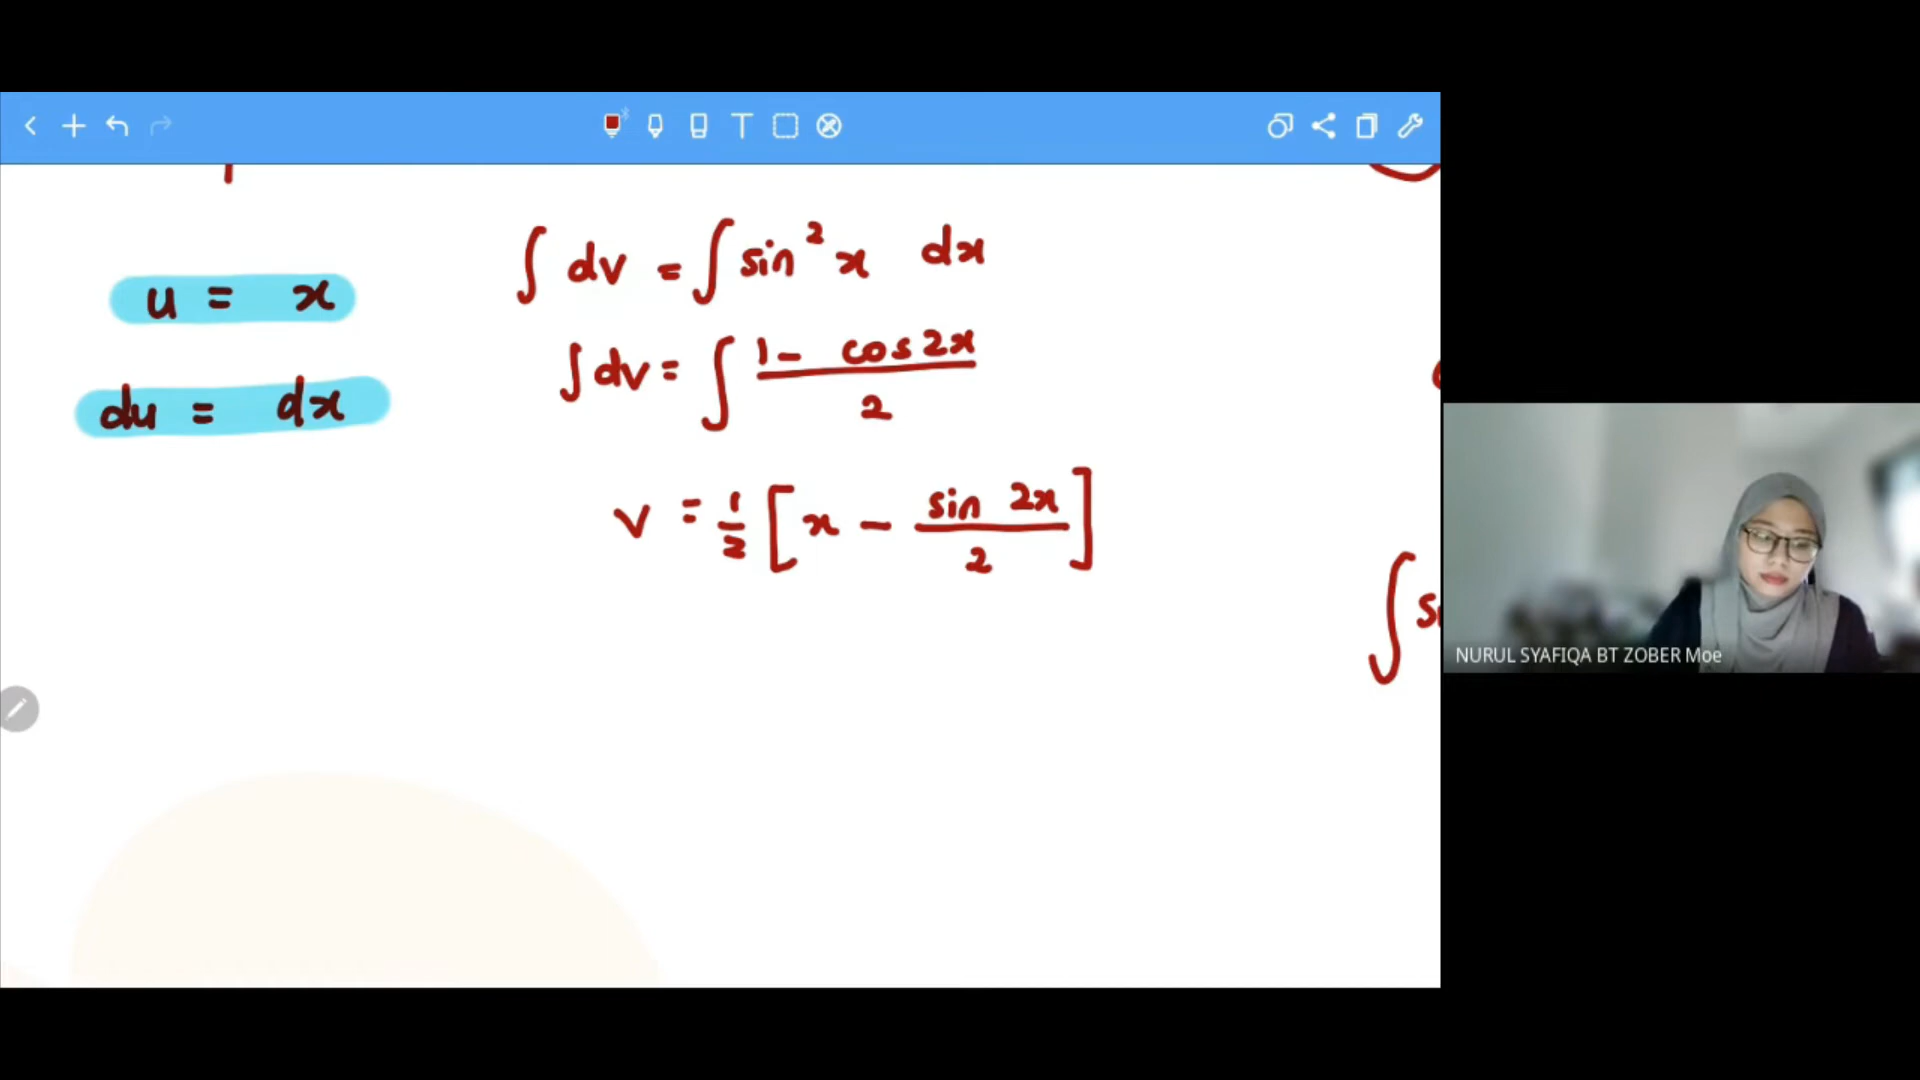 u = x
du = dx
∫ dv = ∫ sin² x dx
∫ dv = ∫ (1 - cos 2x)/2
v = 1/2 [x - (sin 2x)/2]
∫ s
T
NURUL SYAFIQA BT ZOBER Moe